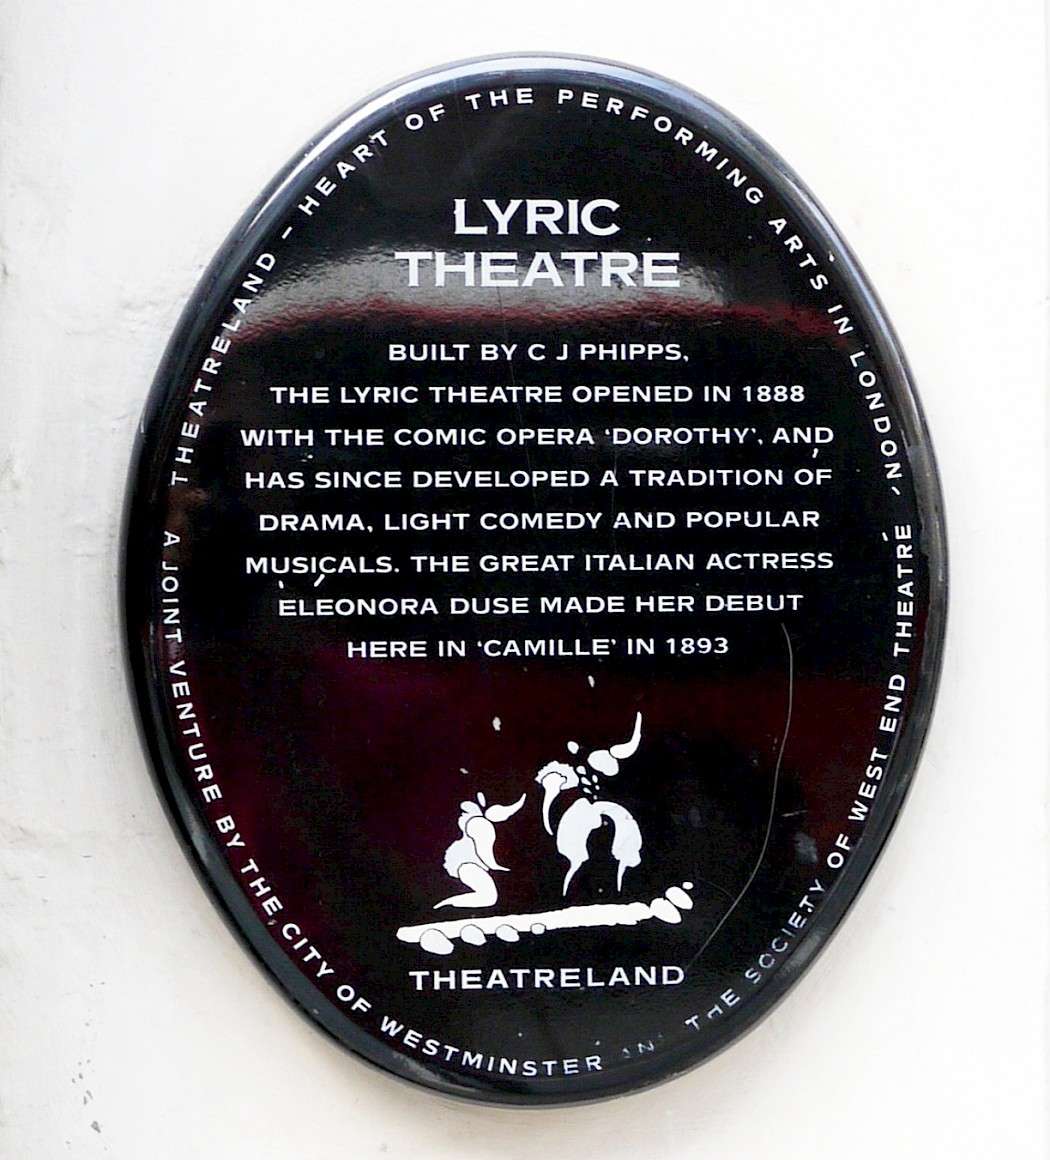 THEATRELAND – HEART OF THE PERFORMING ARTS IN LONDON
LYRIC
THEATRE
BUILT BY C J PHIPPS,
THE LYRIC THEATRE OPENED IN 1888
WITH THE COMIC OPERA ‘DOROTHY’, AND
HAS SINCE DEVELOPED A TRADITION OF
DRAMA, LIGHT COMEDY AND POPULAR
MUSICALS. THE GREAT ITALIAN ACTRESS
ELEONORA DUSE MADE HER DEBUT
HERE IN ‘CAMILLE’ IN 1893
THEATRELAND
A JOINT VENTURE BY THE CITY OF WESTMINSTER THE SOCIETY OF WEST END THEATRE